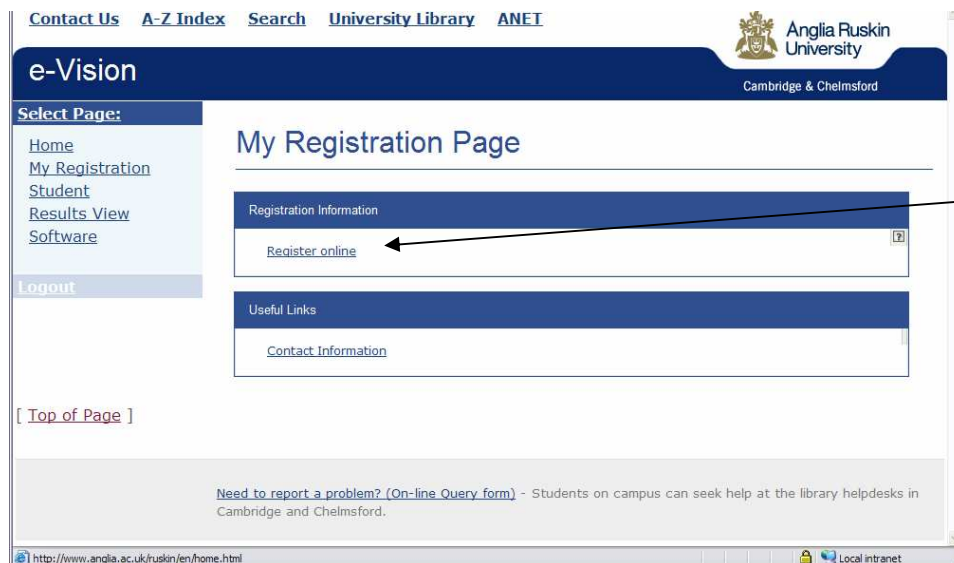 Contact Us A-Z Index Search University Library ANET
Anglia Ruskin
University
e-Vision
Cambridge & Chelmsford
Select Page:
Home
My Registration
Student
Results View
Software
Logout
My Registration Page
Registration Information
?
Register online
Useful Links
Contact Information
[ Top of Page ]
Need to report a problem? (On-line Query form) - Students on campus can seek help at the library helpdesks in
Cambridge and Chelmsford.
http://www.anglia.ac.uk/ruskin/en/home.html
Local intranet